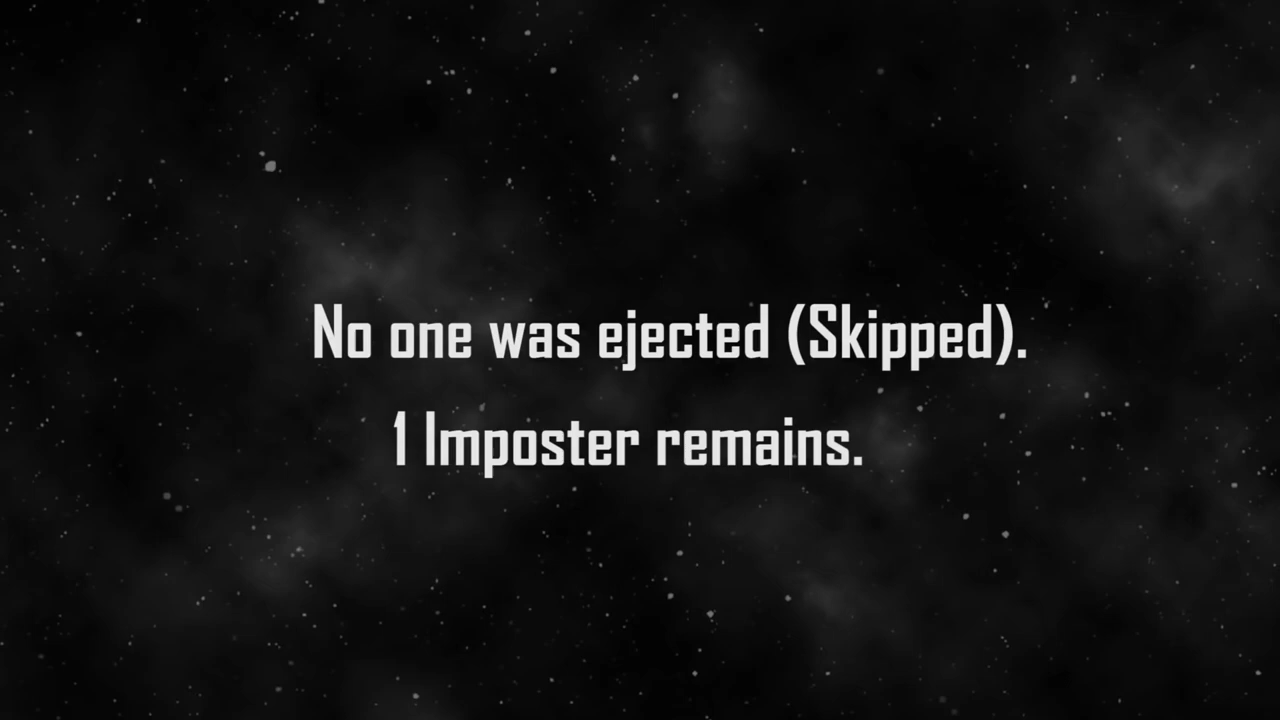 No one was ejected (Skipped).
1 Imposter remains.